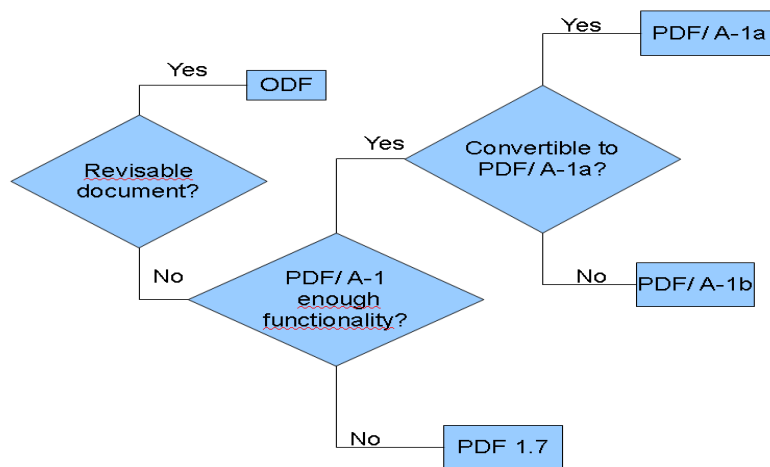 Yes
PDF/ A-1a
Yes
ODF
Yes
Convertible to
PDF/ A-1a?
Revisable
document?
No
PDF/ A-1
enough
functionality?
No
PDF/ A-1b
No
PDF 1.7